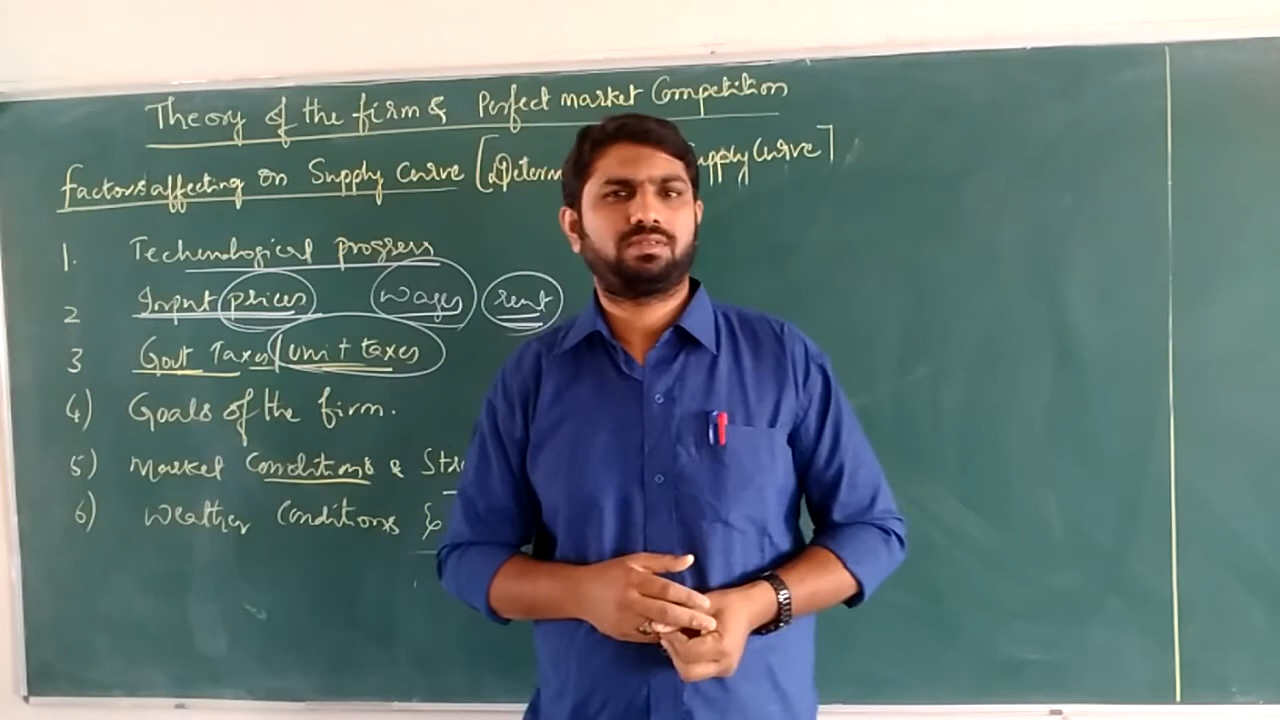 Theory of the firm & Perfect market Competition
factors affecting on Supply curve [Determ upply curve]
1. Technological progress
2 Input prices wages rent
3 Govt Taxes/unit taxes
4) Goals of the firm.
5) Market Conditions & Str
6) Weather Conditions &